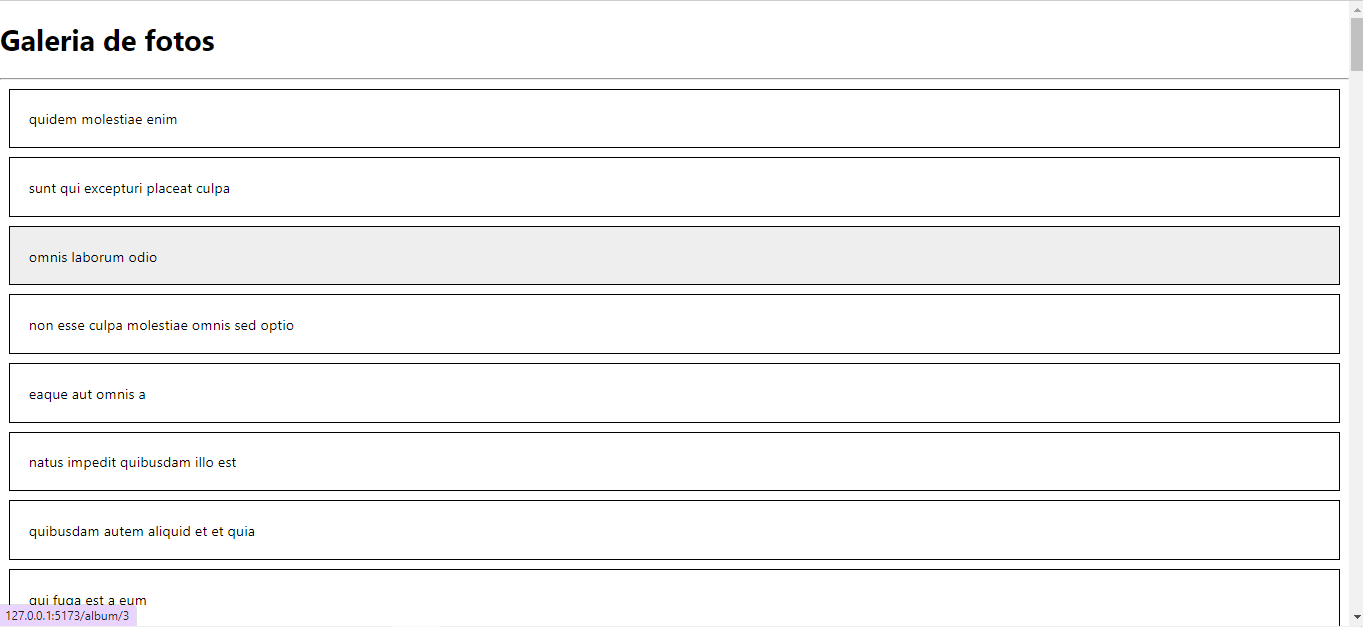 Galeria de fotos
quidem molestiae enim
sunt qui excepturi placeat culpa
omnis laborum odio
non esse culpa molestiae omnis sed optio
eaque aut omnis a
natus impedit quibusdam illo est
quibusdam autem aliquid et et quia
qui fuga est a eum
127.0.0.1:5173/album/3